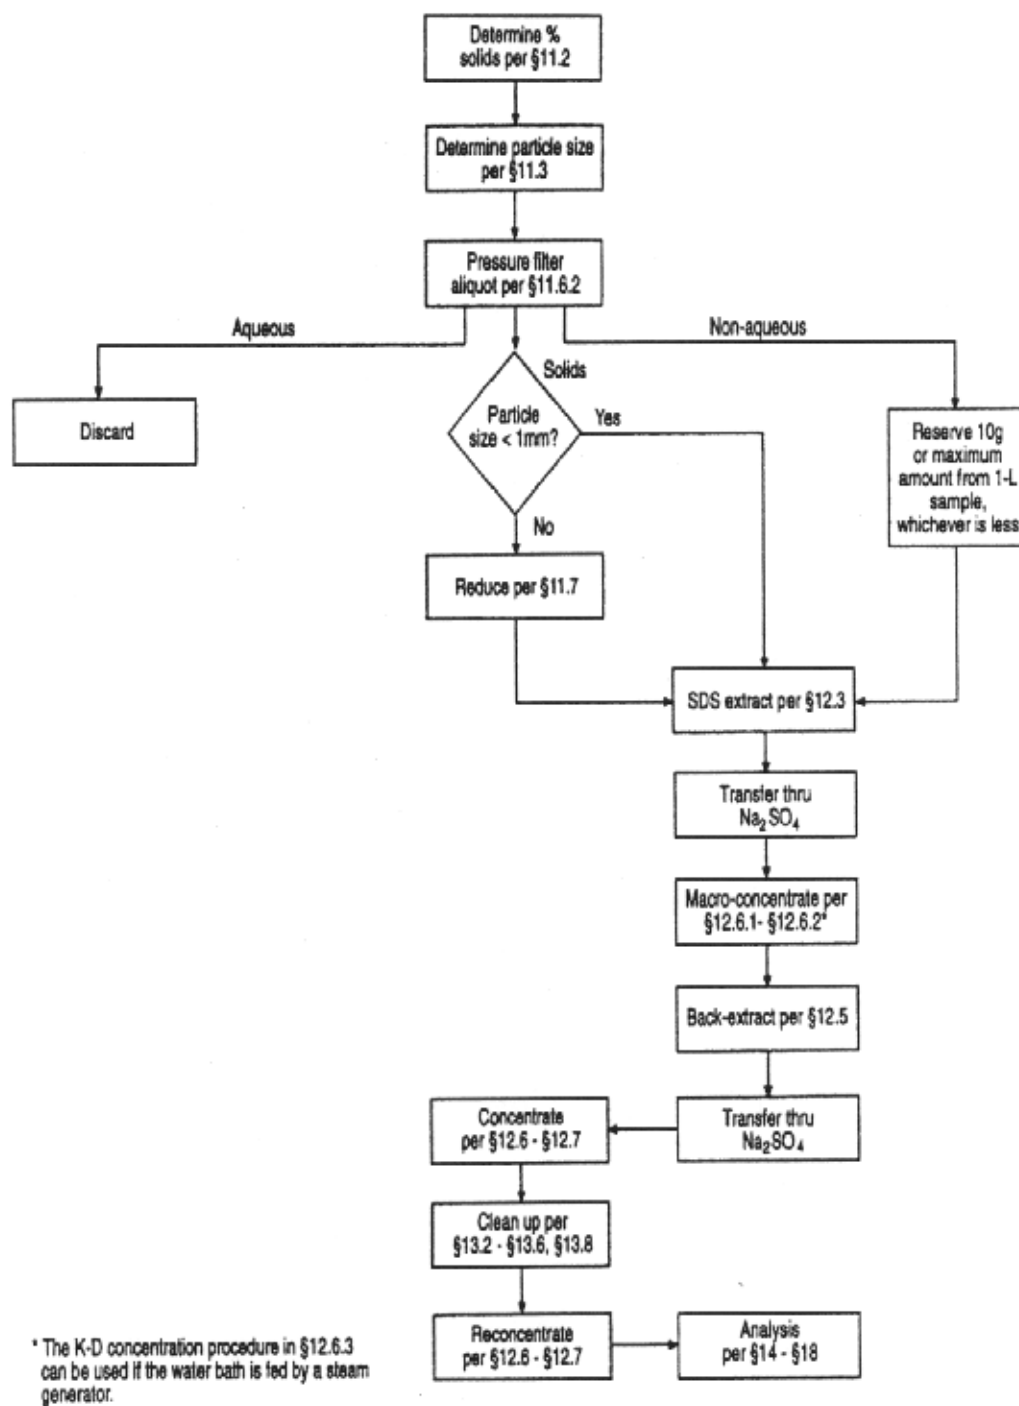 Determine %
solids per §11.2
Determine particle size
per §11.3
Pressure filter
aliquot per §11.6.2
Aqueous
Non-aqueous
Solids
Discard
Particle
size < 1mm?
Yes
Reserve 10g
or maximum
amount from 1-L
sample,
whichever is less
No
Reduce per §11.7
SDS extract per §12.3
Transfer thru
Na₂SO₄
Macro-concentrate per
§12.6.1- §12.6.2*
Back-extract per §12.5
Transfer thru
Na₂SO₄
Concentrate
per §12.6 - §12.7
Clean up per
§13.2 - §13.6, §13.8
Reconcentrate
per §12.6 - §12.7
Analysis
per §14 - §18
* The K-D concentration procedure in §12.6.3
can be used if the water bath is fed by a steam
generator.